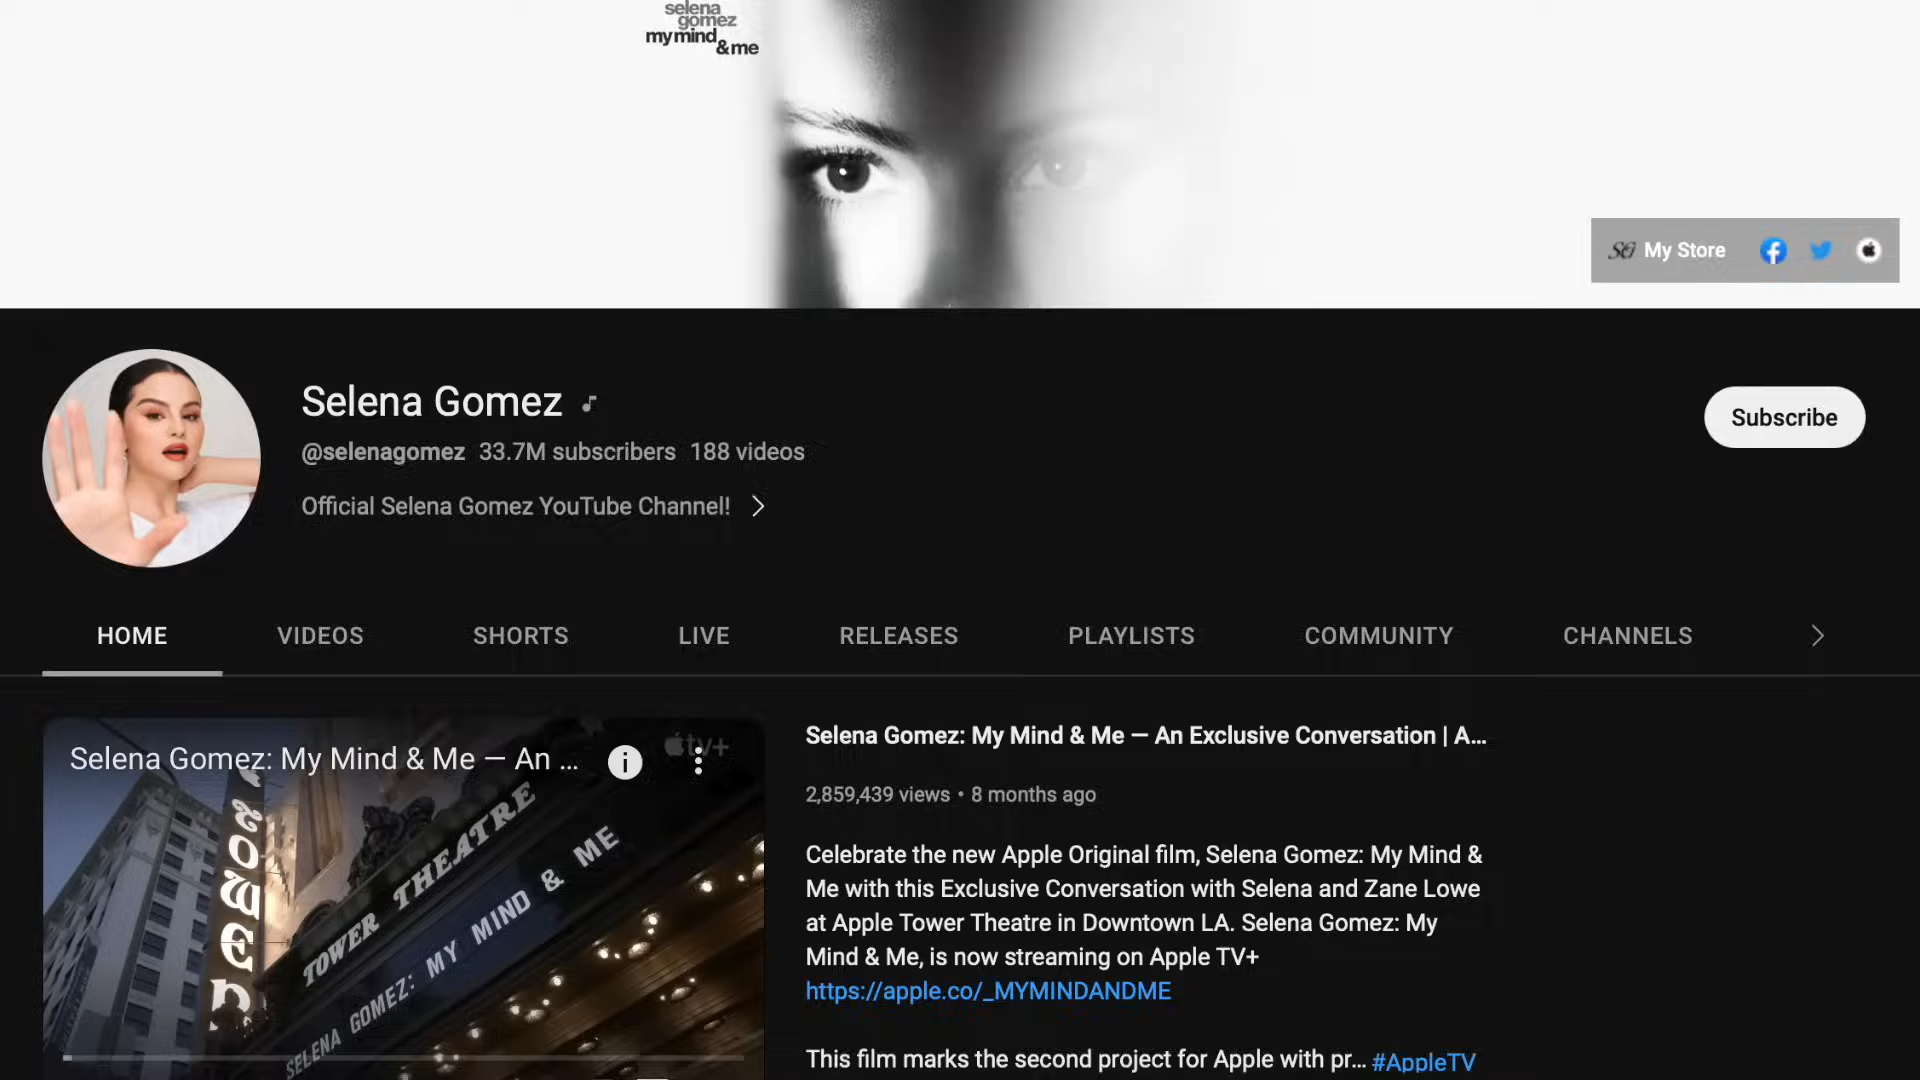 selena
gomez
my mind
& me
SG My Store
Selena Gomez
@selenagomez 33.7M subscribers 188 videos
Official Selena Gomez YouTube Channel!
Subscribe
HOME VIDEOS SHORTS LIVE RELEASES PLAYLISTS COMMUNITY CHANNELS
Selena Gomez: My Mind & Me — An ...
tv+
TOWER
TOWER THEATRE
SELENA GOMEZ: MY MIND & ME
Selena Gomez: My Mind & Me — An Exclusive Conversation | A...
2,859,439 views • 8 months ago
Celebrate the new Apple Original film, Selena Gomez: My Mind &
Me with this Exclusive Conversation with Selena and Zane Lowe
at Apple Tower Theatre in Downtown LA. Selena Gomez: My
Mind & Me, is now streaming on Apple TV+
https://apple.co/_MYMINDANDME
This film marks the second project for Apple with pr... #AppleTV